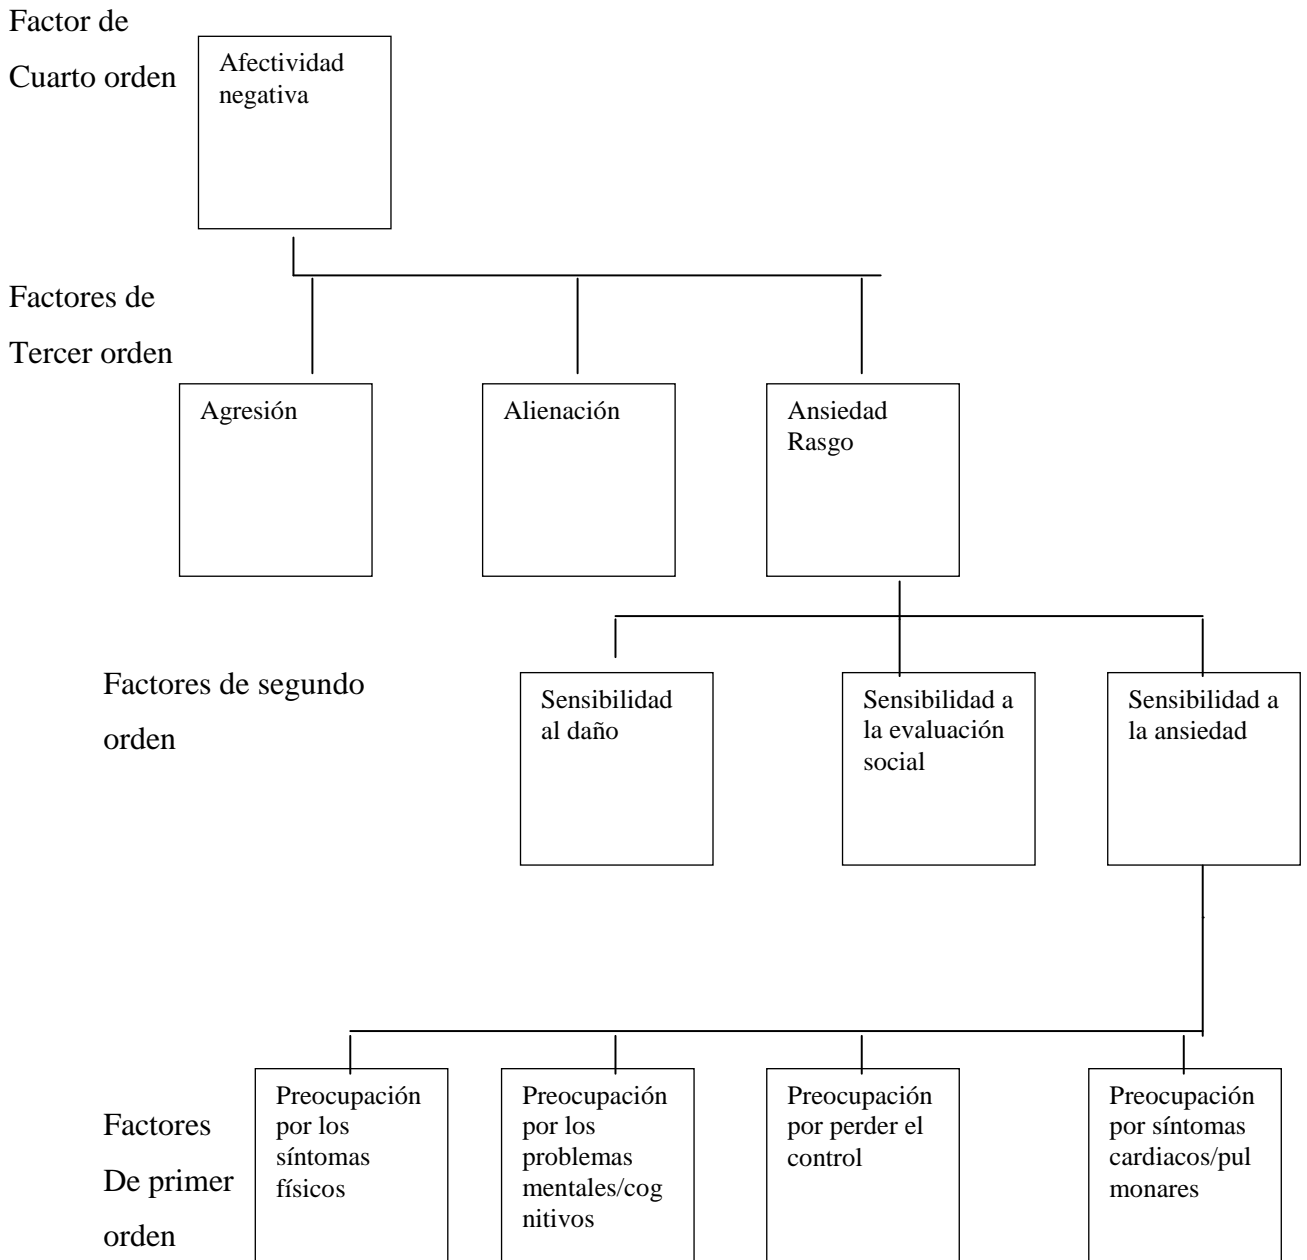 Factor de
Cuarto orden
Afectividad
negativa
Factores de
Tercer orden
Agresión
Alienación
Ansiedad
Rasgo
Factores de segundo
orden
Sensibilidad
al daño
Sensibilidad a
la evaluación
social
Sensibilidad a
la ansiedad
Factores
De primer
orden
Preocupación
por los
síntomas
físicos
Preocupación
por los
problemas
mentales/cog
nitivos
Preocupación
por perder el
control
Preocupación
por síntomas
cardiacos/pul
monares